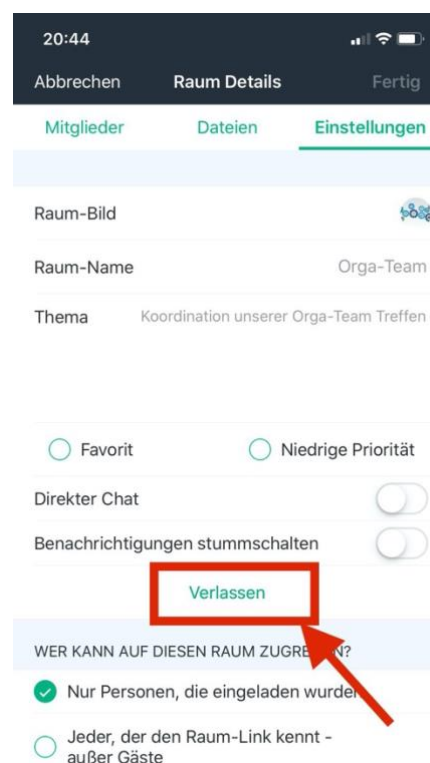 20:44
Abbrechen Raum Details Fertig
Mitglieder Dateien Einstellungen
Raum-Bild
Raum-Name Orga-Team
Thema Koordination unserer Orga-Team Treffen
Favorit Niedrige Priorität
Direkter Chat
Benachrichtigungen stummschalten
Verlassen
WER KANN AUF DIESEN RAUM
Nur Personen, die eingeladen
Jeder, der den Raum-Link kennt -
außer Gäste